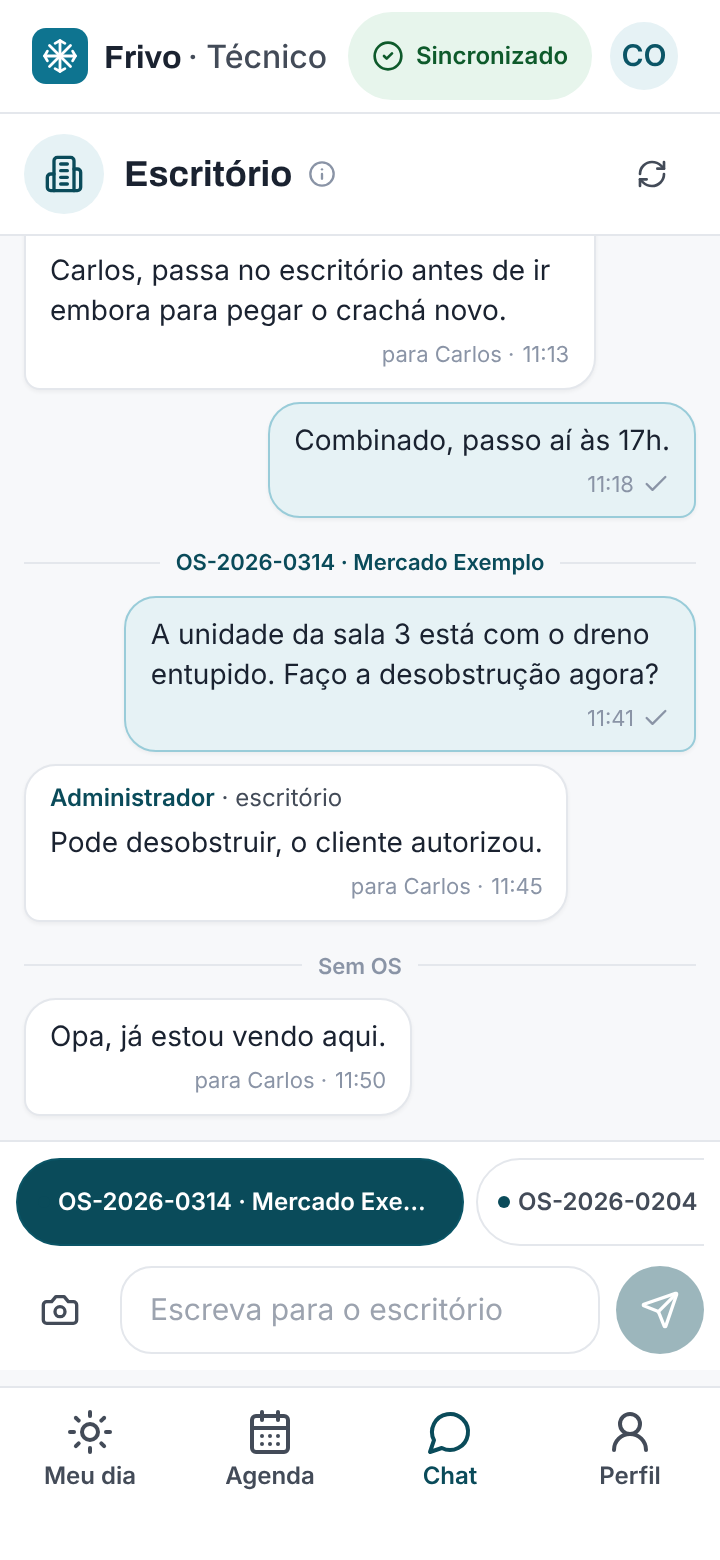 Frivo · Técnico
Sincronizado
CO
Escritório
Carlos, passa no escritório antes de ir
embora para pegar o crachá novo.
para Carlos · 11:13
Combinado, passo aí às 17h.
11:18
OS-2026-0314 · Mercado Exemplo
A unidade da sala 3 está com o dreno
entupido. Faço a desobstrução agora?
11:41
Administrador · escritório
Pode desobstruir, o cliente autorizou.
para Carlos · 11:45
Sem OS
Opa, já estou vendo aqui.
para Carlos · 11:50
OS-2026-0314 · Mercado Exe...
OS-2026-0204
Escreva para o escritório
Meu dia
Agenda
Chat
Perfil